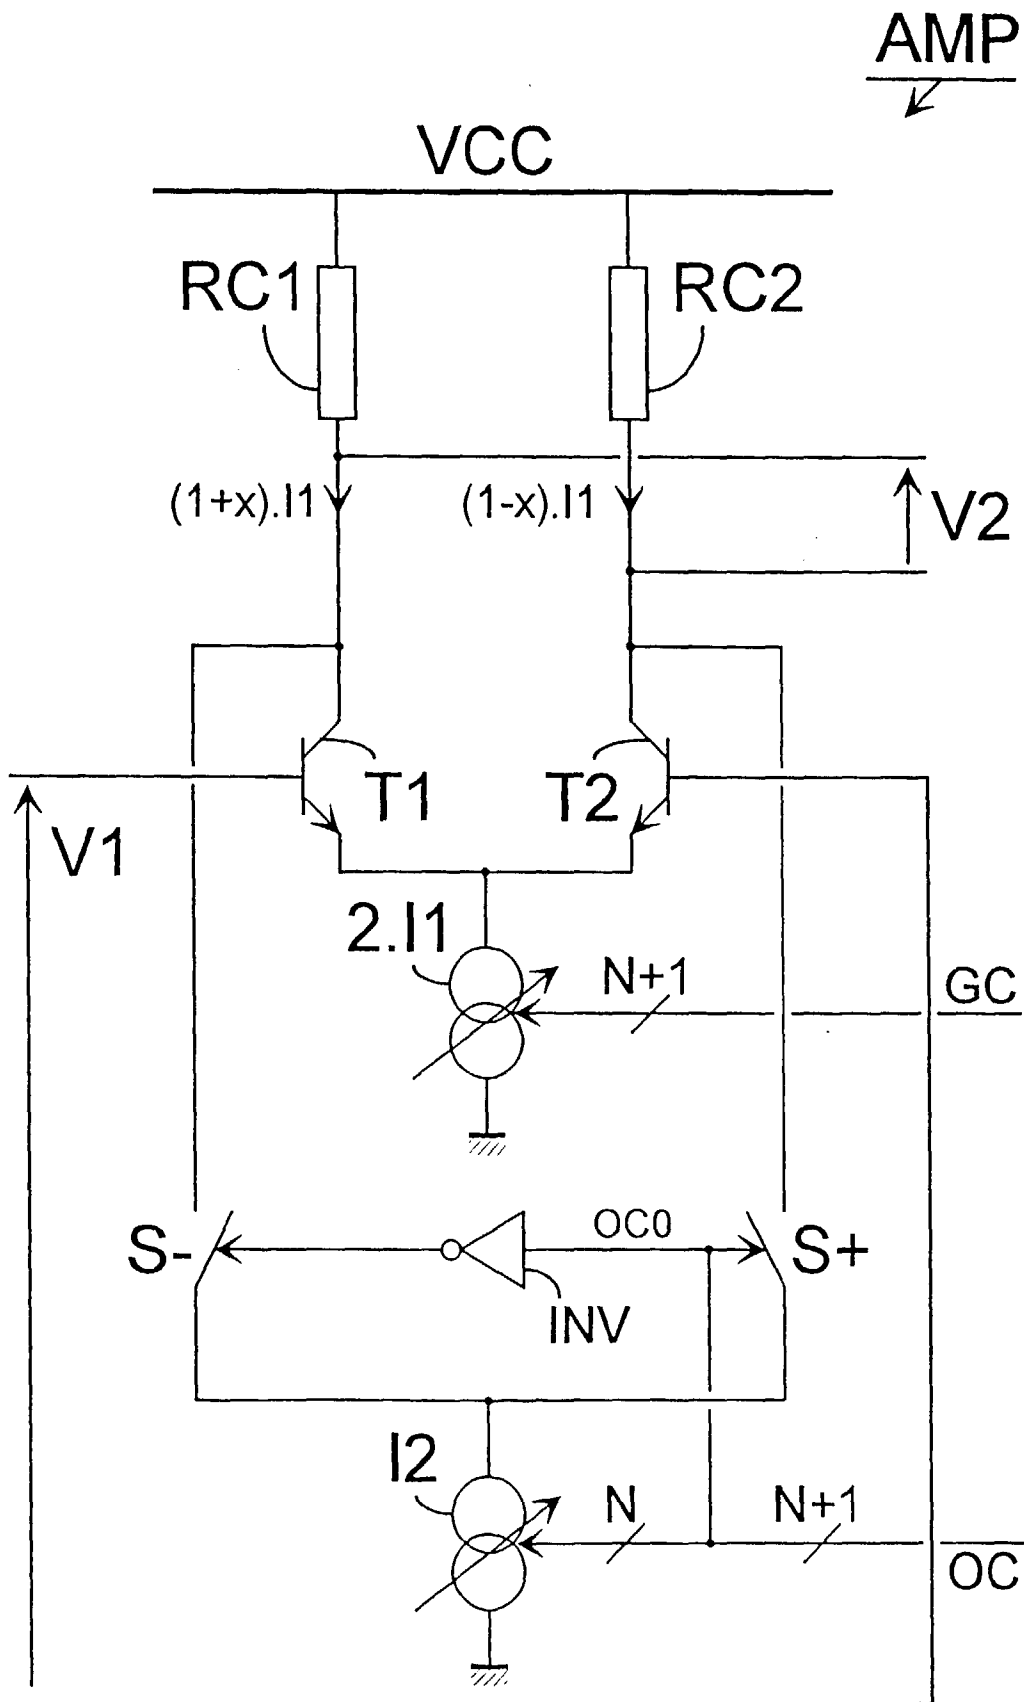 AMP
VCC
RC1
RC2
(1+x).I1
(1-x).I1
V2
T1
T2
V1
2.I1
N+1
GC
S-
OC0
S+
INV
I2
N
N+1
OC